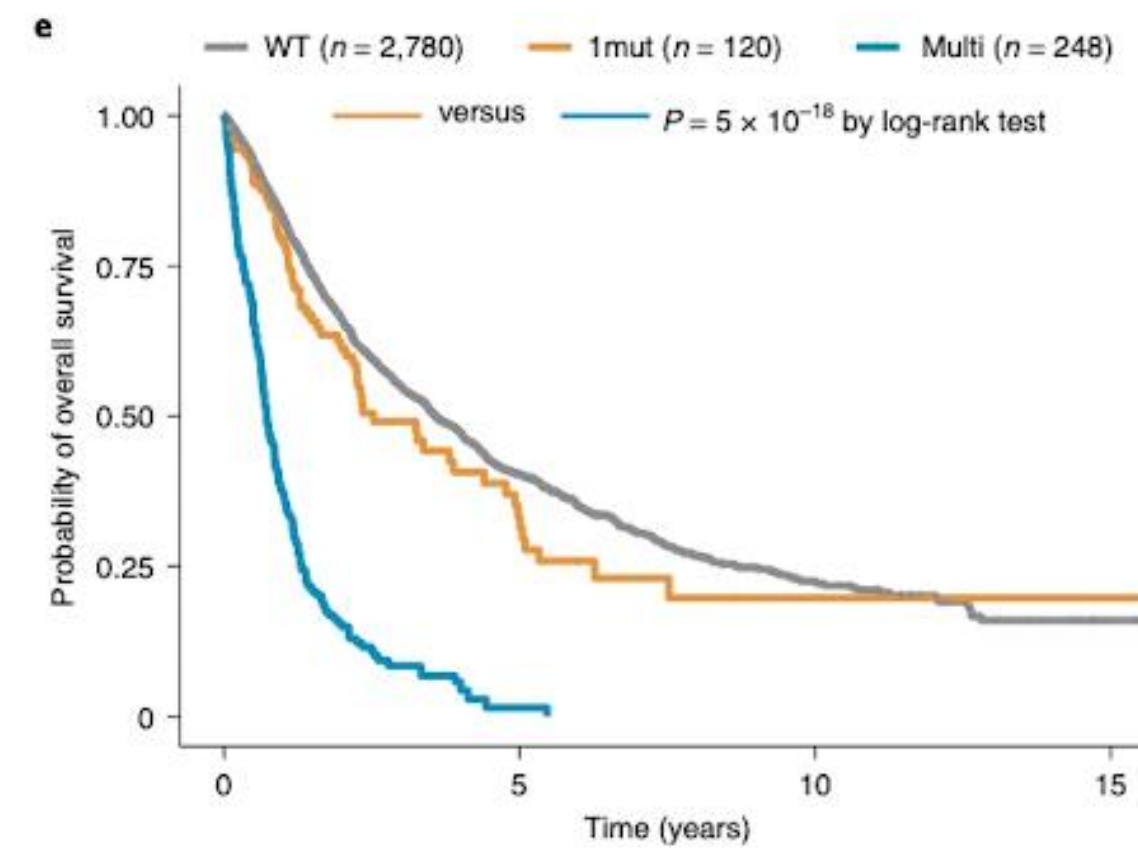 e
WT (n = 2,780) 1mut (n = 120) Multi (n = 248)
versus P = 5 × 10⁻¹⁸ by log-rank test
Probability of overall survival
1.00
0.75
0.50
0.25
0
0 5 10 15
Time (years)